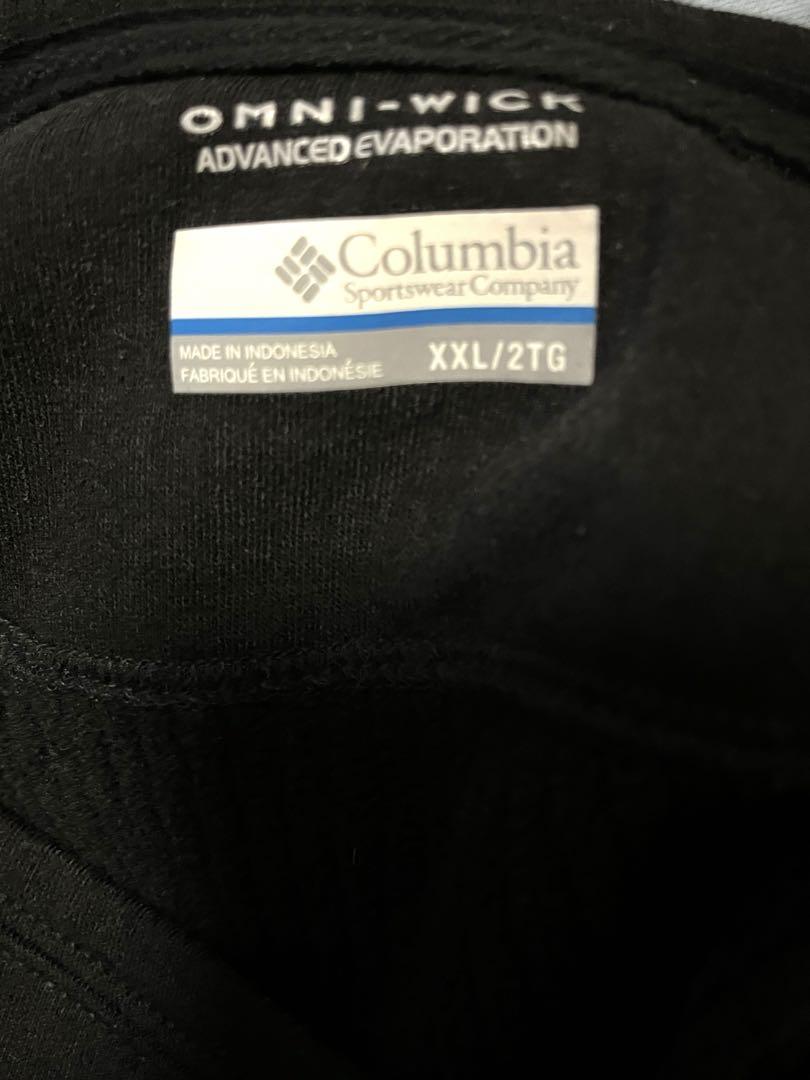 OMNI-WICK
ADVANCED EVAPORATION
Columbia
Sportswear Company
MADE IN INDONESIA
FABRIQUÉ EN INDONÉSIE
XXL/2TG